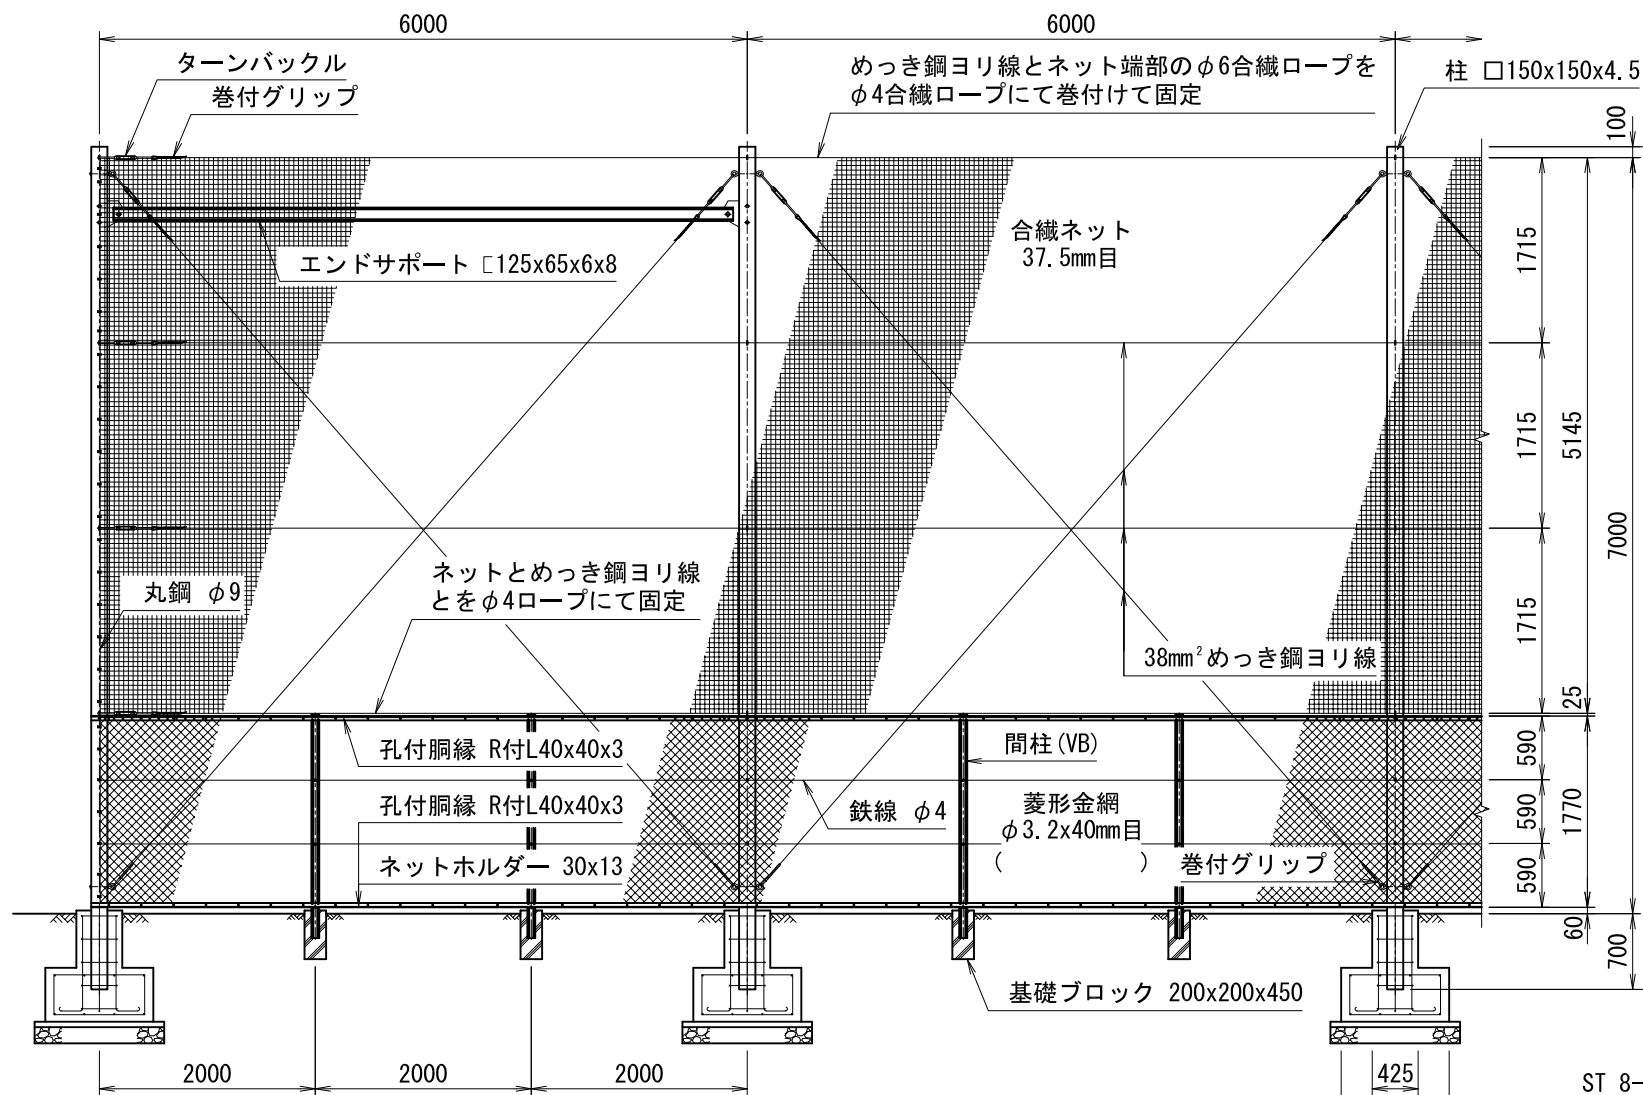 6000
6000
ターンバックル
巻付グリップ
めっき鋼ヨリ線とネット端部のφ6合繊ロープを
φ4合繊ロープにて巻付けて固定
柱 □150x150x4.5
100
合繊ネット
37.5mm目
エンドサポート [125x65x6x8
1715
1715
1715
5145
7000
丸鋼 φ9
ネットとめっき鋼ヨリ線
とをφ4ロープにて固定
38mm²めっき鋼ヨリ線
25
孔付胴縁 R付L40x40x3
間柱(VB)
590
孔付胴縁 R付L40x40x3
鉄線 φ4
菱形金網
φ3.2x40mm目
( )
590
1770
ネットホルダー 30x13
巻付グリップ
590
60
700
基礎ブロック 200x200x450
2000
2000
2000
425
ST 8-